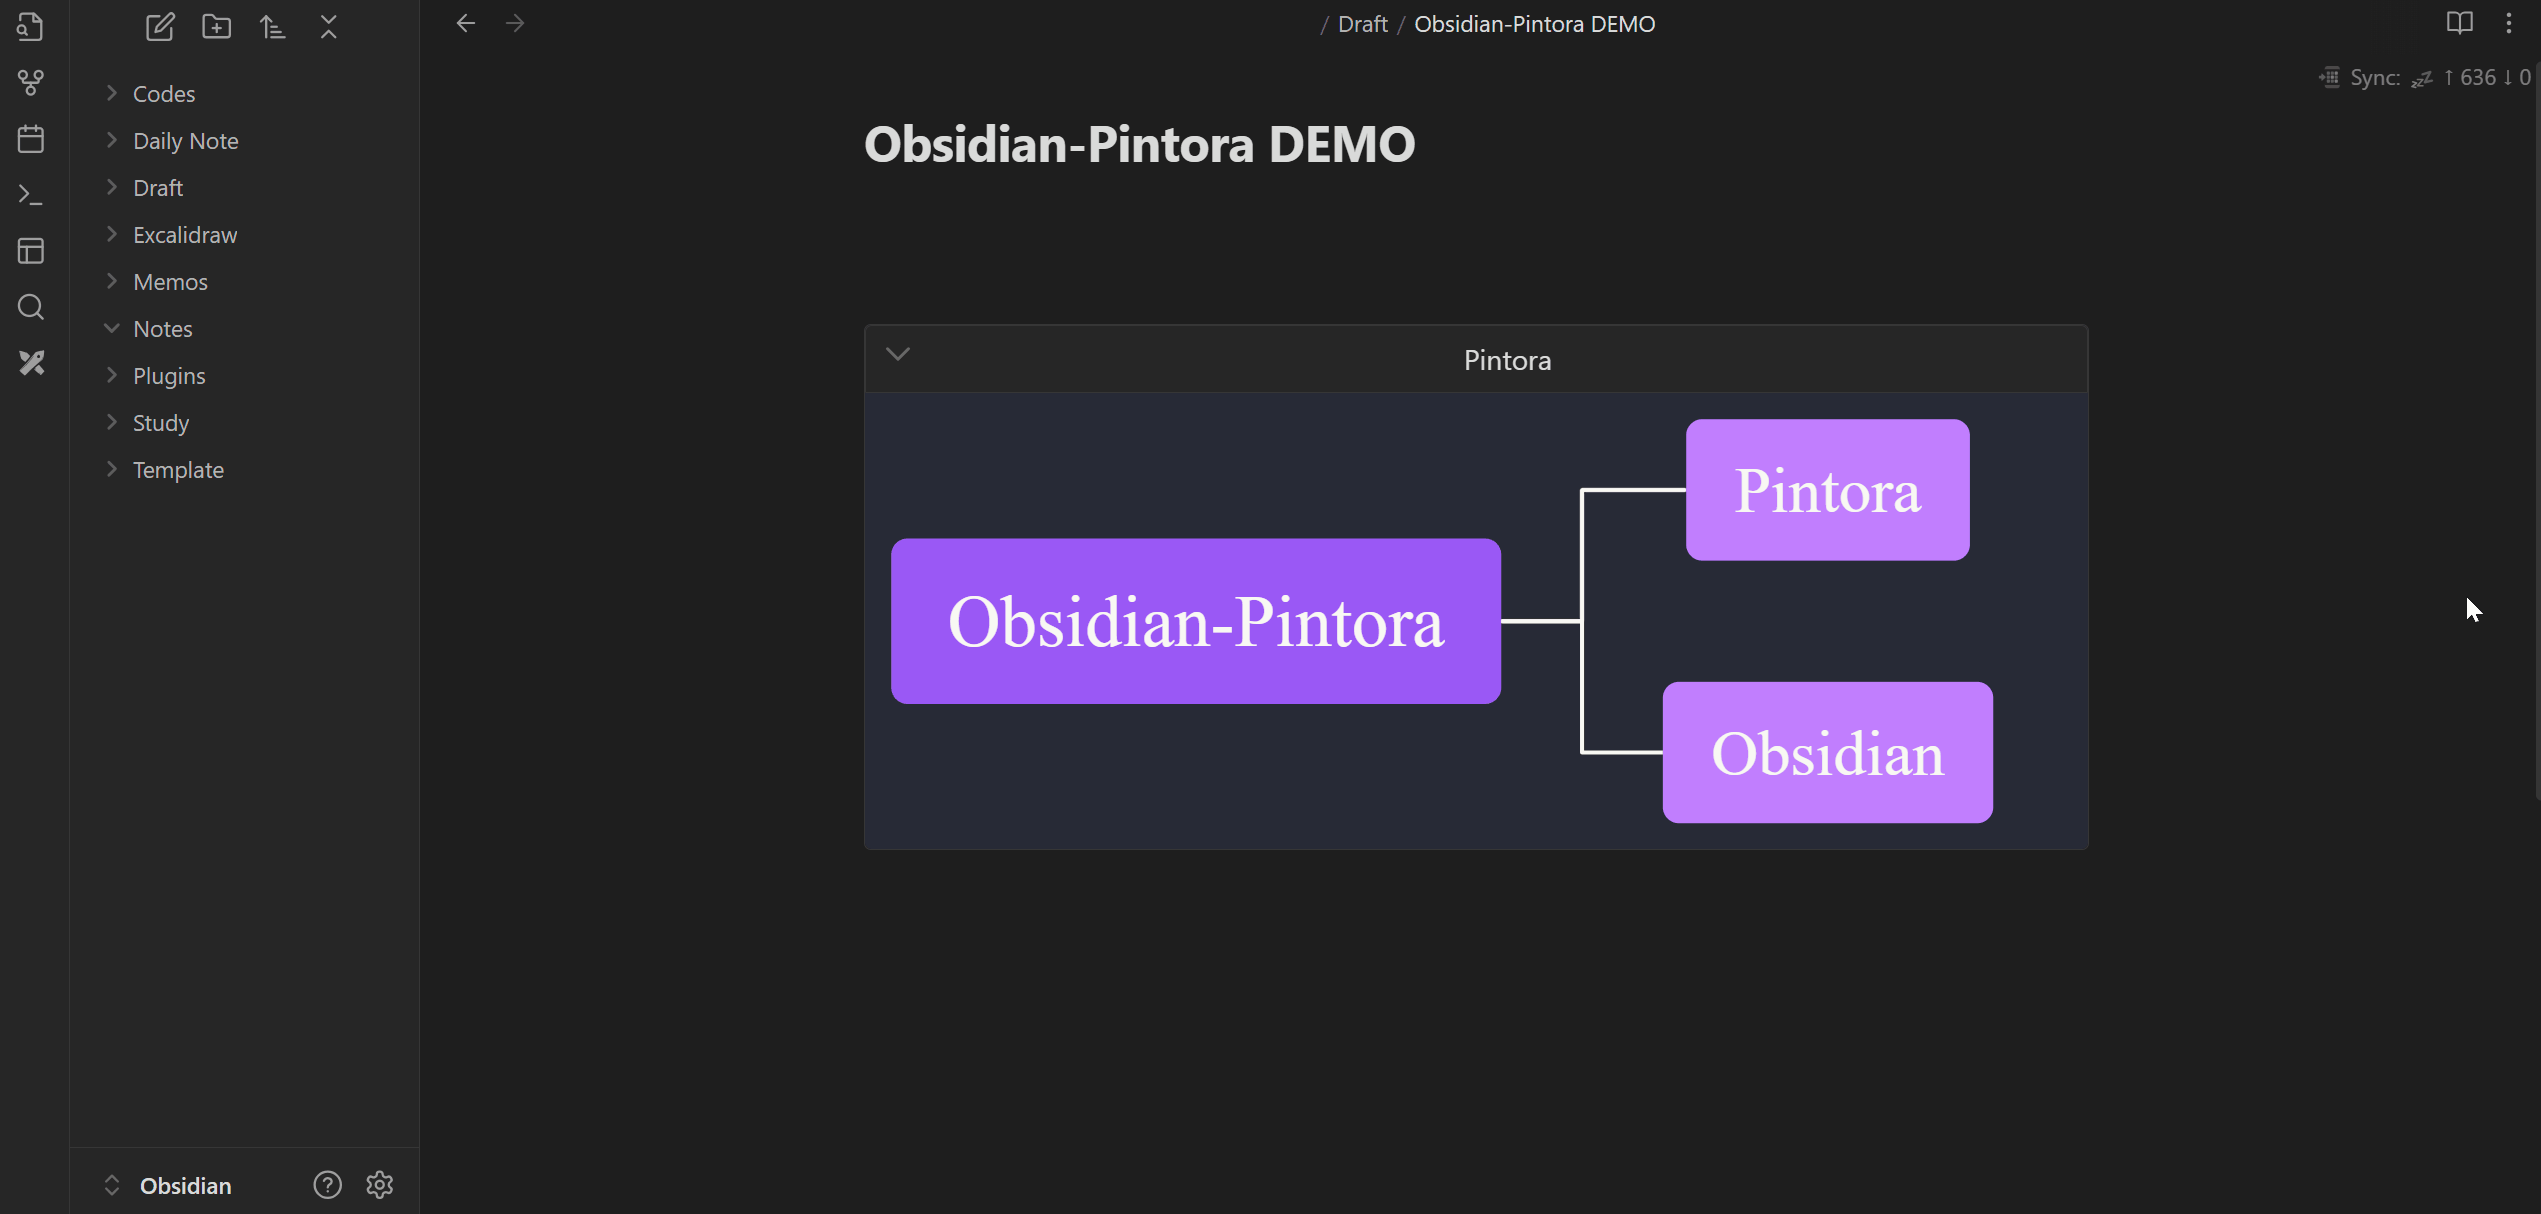 / Draft / Obsidian-Pintora DEMO
Sync: 💤 ↑ 636 ↓ 0
Codes
Daily Note
Draft
Excalidraw
Memos
Notes
Plugins
Study
Template
Obsidian
Obsidian-Pintora DEMO
Pintora
Obsidian-Pintora
Pintora
Obsidian